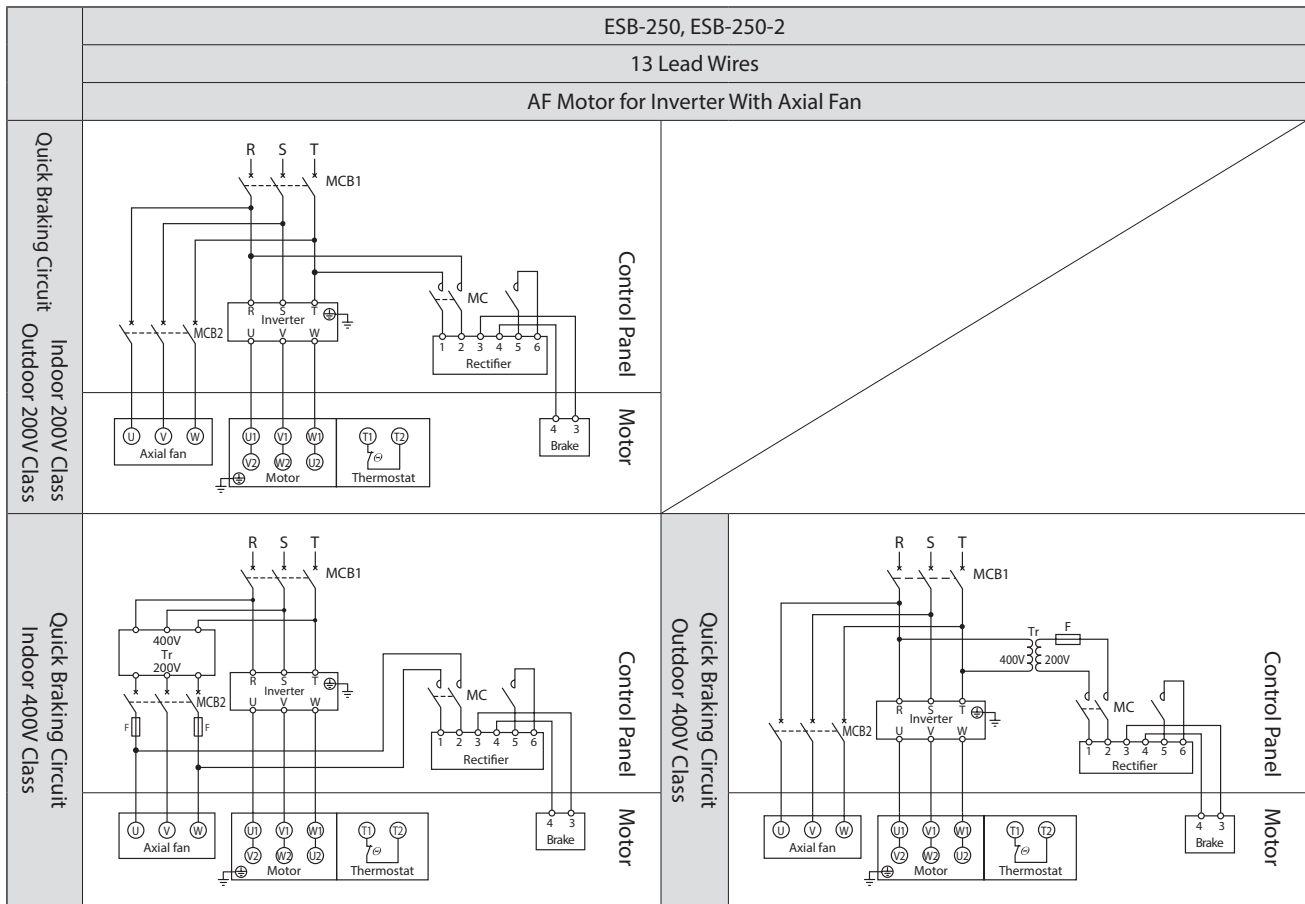 ESB-250, ESB-250-2
13 Lead Wires
AF Motor for Inverter With Axial Fan
Quick Braking Circuit
Indoor 200V Class
Outdoor 200V Class
R S T
MCB1
MC
R S T
Inverter
U V W
MCB2
1 2 3 4 5 6
Rectifier
Control Panel
Motor
U V W
Axial fan
U1 V1 W1
V2 W2 U2
Motor
T1 T2
Θ
Thermostat
4 3
Brake
Quick Braking Circuit
Indoor 400V Class
R S T
MCB1
400V
Tr
200V
R S T
Inverter
U V W
MCB2
F F
MC
1 2 3 4 5 6
Rectifier
Control Panel
Motor
U V W
Axial fan
U1 V1 W1
V2 W2 U2
Motor
T1 T2
Θ
Thermostat
4 3
Brake
Quick Braking Circuit
Outdoor 400V Class
R S T
MCB1
Tr F
400V 200V
R S T
Inverter
U V W
MCB2
MC
1 2 3 4 5 6
Rectifier
Control Panel
Motor
U V W
Axial fan
U1 V1 W1
V2 W2 U2
Motor
T1 T2
Θ
Thermostat
4 3
Brake